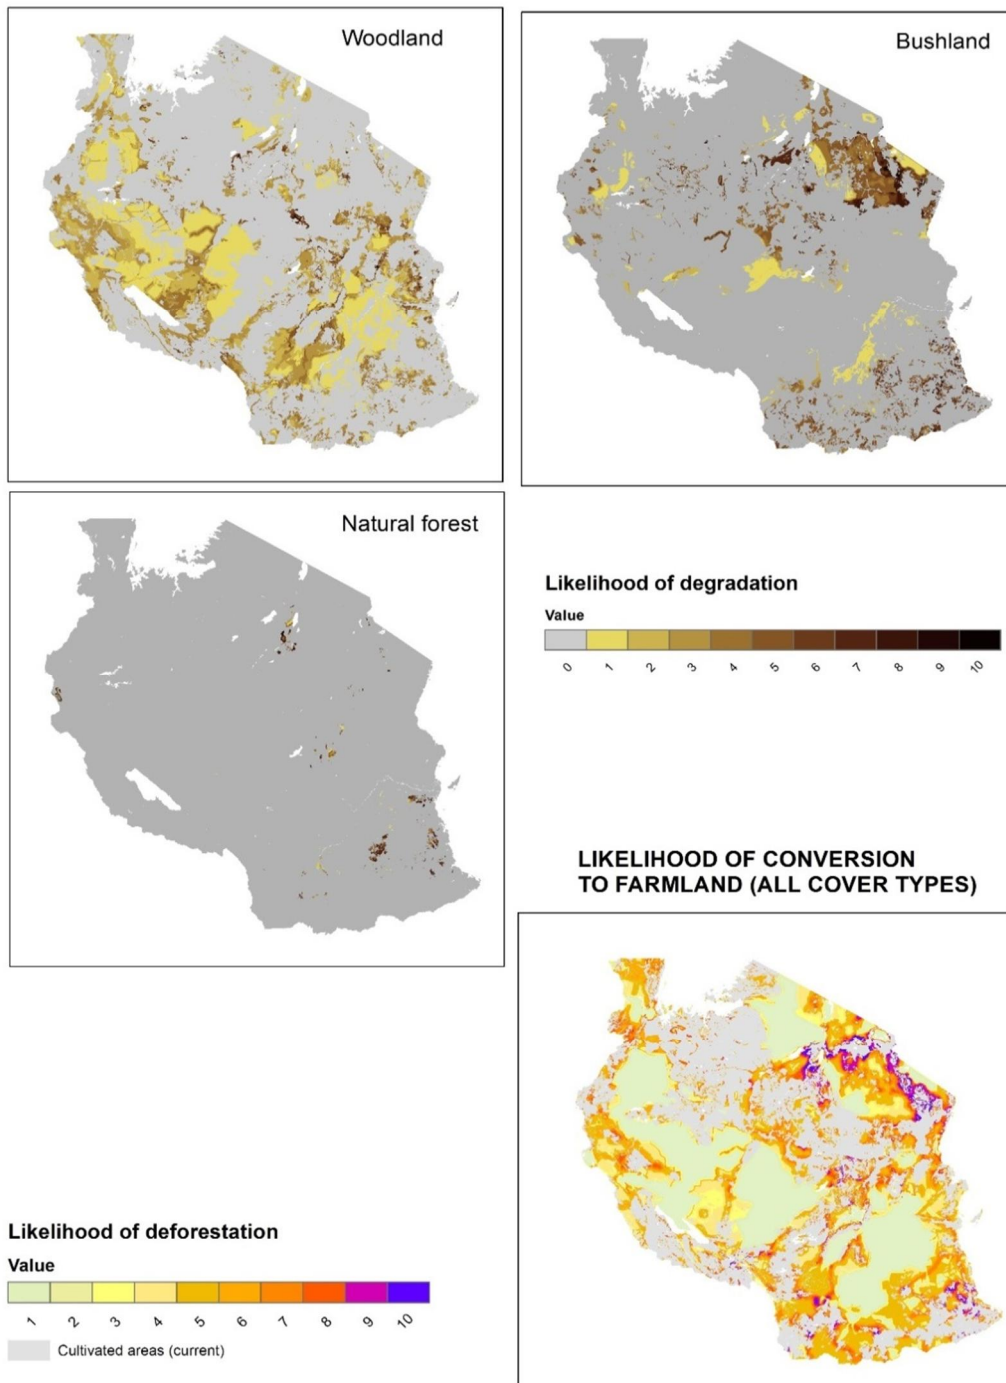 Woodland
Bushland
Natural forest
Likelihood of degradation
Value
0 1 2 3 4 5 6 7 8 9 10
LIKELIHOOD OF CONVERSION
TO FARMLAND (ALL COVER TYPES)
Likelihood of deforestation
Value
1 2 3 4 5 6 7 8 9 10
Cultivated areas (current)